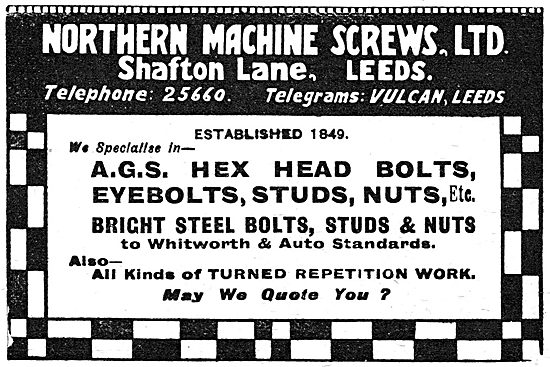 NORTHERN MACHINE SCREWS, LTD.
Shafton Lane, LEEDS.
Telephone: 25660. Telegrams: VULCAN, LEEDS
ESTABLISHED 1849.
We Specialise in—
A.G.S. HEX HEAD BOLTS,
EYEBOLTS, STUDS, NUTS, Etc.
BRIGHT STEEL BOLTS, STUDS & NUTS
to Whitworth & Auto Standards.
Also—
All Kinds of TURNED REPETITION WORK.
May We Quote You ?